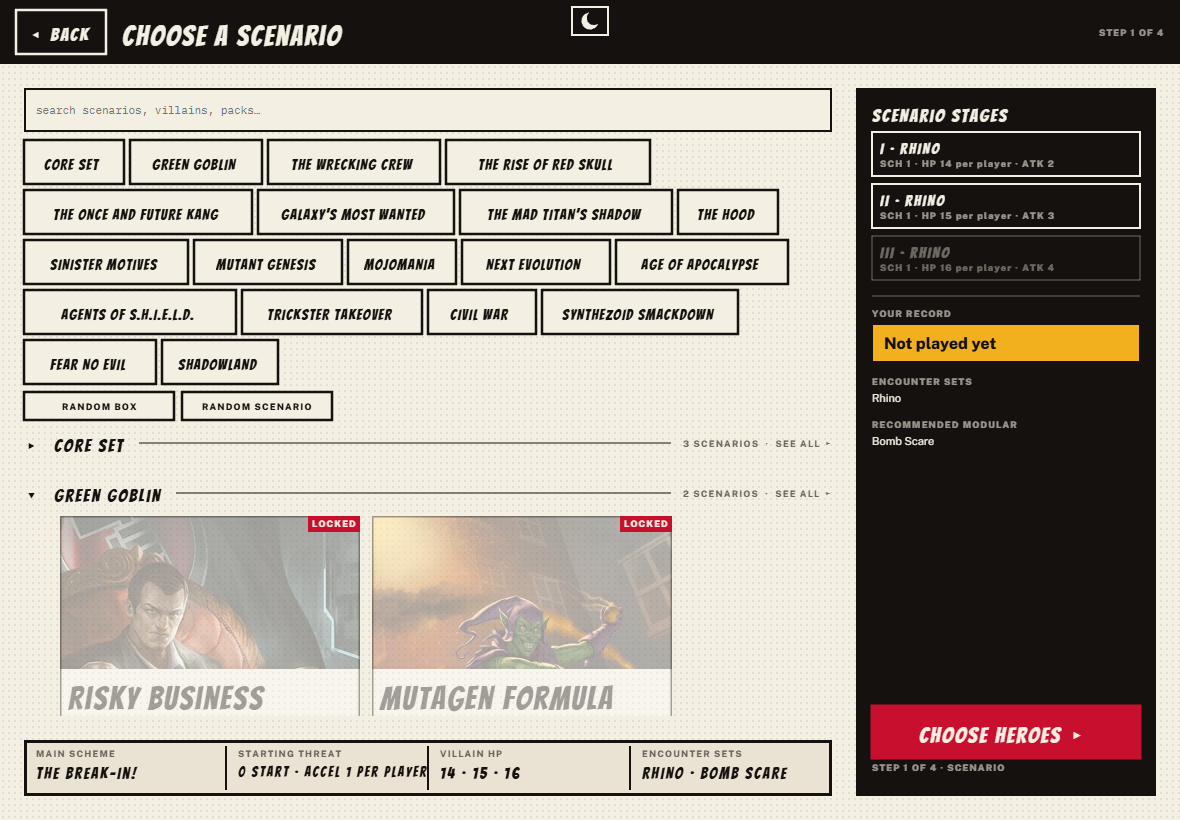 ◂ BACK
CHOOSE A SCENARIO
STEP 1 OF 4
search scenarios, villains, packs…
CORE SET
GREEN GOBLIN
THE WRECKING CREW
THE RISE OF RED SKULL
THE ONCE AND FUTURE KANG
GALAXY'S MOST WANTED
THE MAD TITAN'S SHADOW
THE HOOD
SINISTER MOTIVES
MUTANT GENESIS
MOJOMANIA
NEXT EVOLUTION
AGE OF APOCALYPSE
AGENTS OF S.H.I.E.L.D.
TRICKSTER TAKEOVER
CIVIL WAR
SYNTHEZOID SMACKDOWN
FEAR NO EVIL
SHADOWLAND
RANDOM BOX
RANDOM SCENARIO
▸ CORE SET
3 SCENARIOS · SEE ALL ▸
▾ GREEN GOBLIN
2 SCENARIOS · SEE ALL ▸
LOCKED
RISKY BUSINESS
LOCKED
MUTAGEN FORMULA
MAIN SCHEME
THE BREAK-IN!
STARTING THREAT
0 START · ACCEL 1 PER PLAYER
VILLAIN HP
14 · 15 · 16
ENCOUNTER SETS
RHINO · BOMB SCARE
SCENARIO STAGES
I · RHINO
SCH 1 · HP 14 per player · ATK 2
II · RHINO
SCH 1 · HP 15 per player · ATK 3
III · RHINO
SCH 1 · HP 16 per player · ATK 4
YOUR RECORD
Not played yet
ENCOUNTER SETS
Rhino
RECOMMENDED MODULAR
Bomb Scare
CHOOSE HEROES ▸
STEP 1 OF 4 · SCENARIO